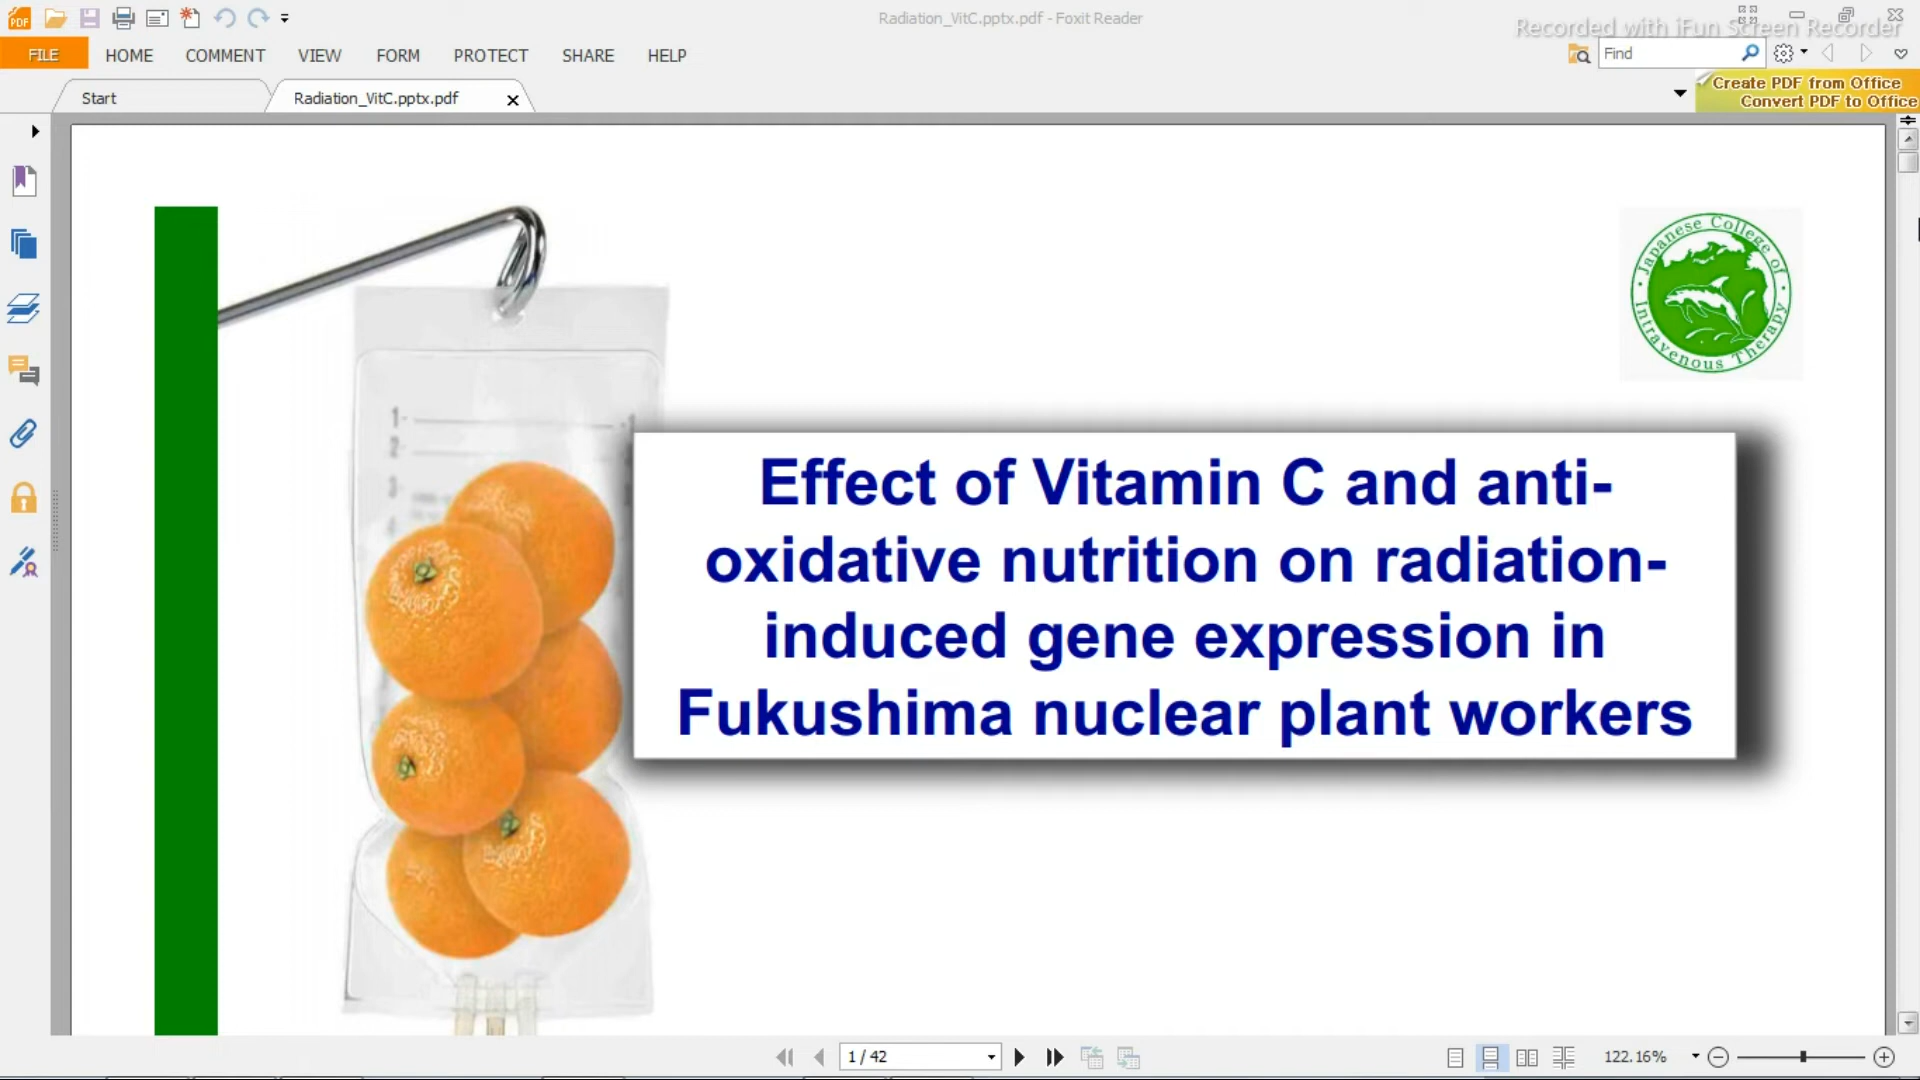 Radiation_VitC.pptx.pdf - Foxit Reader
Recorded with iFun Screen Recorder
FILE HOME COMMENT VIEW FORM PROTECT SHARE HELP
Find
Start
Radiation_VitC.pptx.pdf
Create PDF from Office
Convert PDF to Office
Japanese College of
Intravenous Therapy
1
2
3
Effect of Vitamin C and anti-
oxidative nutrition on radiation-
induced gene expression in
Fukushima nuclear plant workers
1 / 42
122.16%